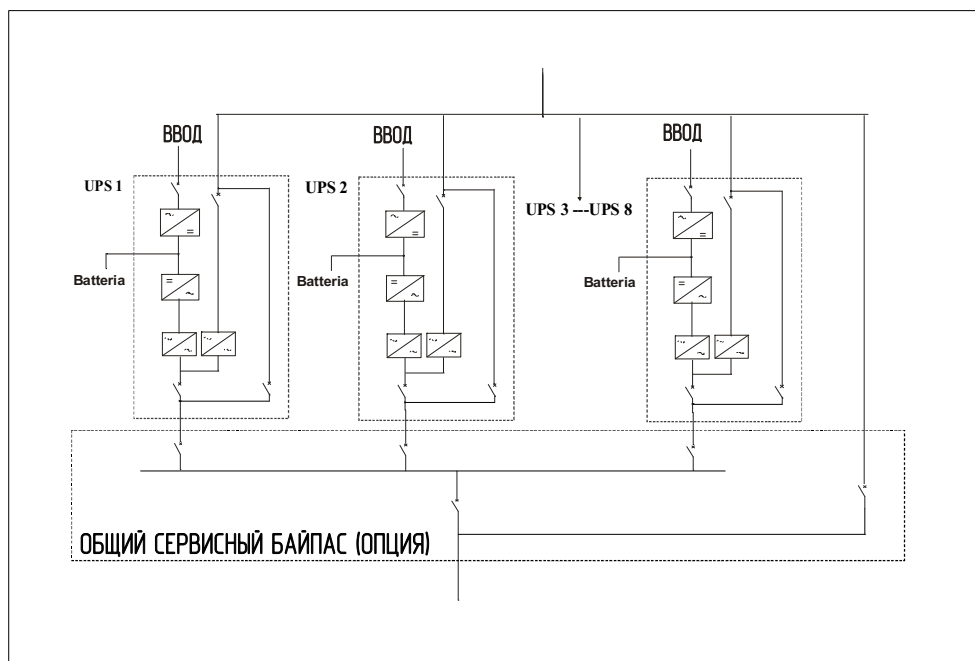 ВВОД
ВВОД
ВВОД
UPS 1
UPS 2
UPS 3 ---UPS 8
Batteria
Batteria
Batteria
ОБЩИЙ СЕРВИСНЫЙ БАЙПАС (ОПЦИЯ)